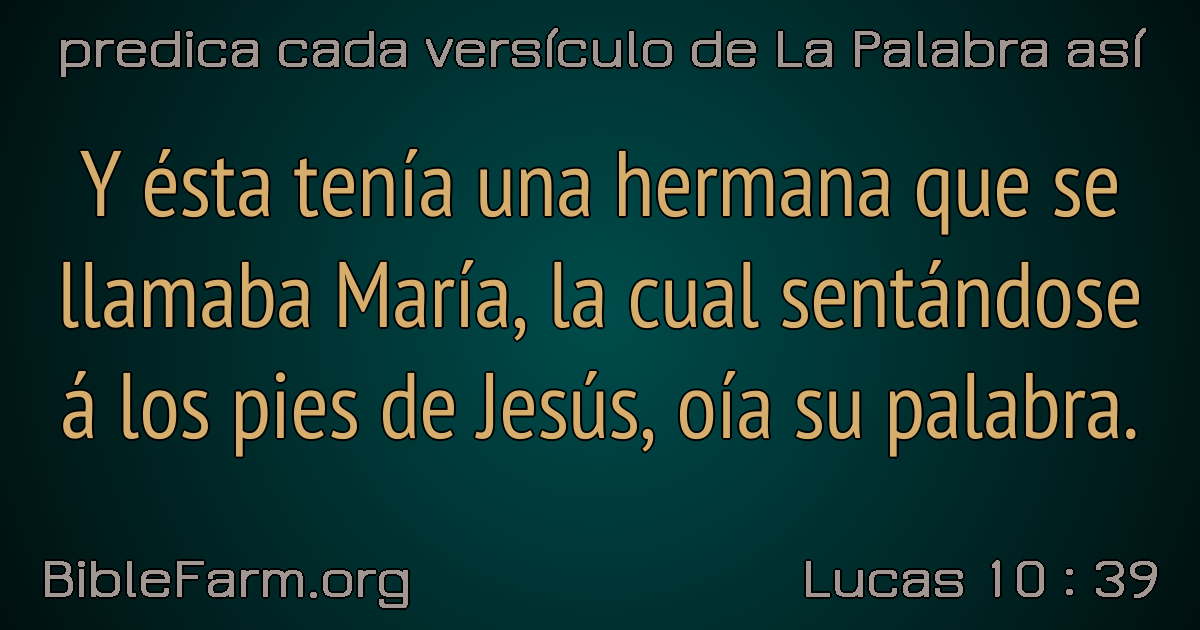 predica cada versículo de La Palabra así
Y ésta tenía una hermana que se
llamaba María, la cual sentándose
á los pies de Jesús, oía su palabra.
BibleFarm.org
Lucas 10 : 39